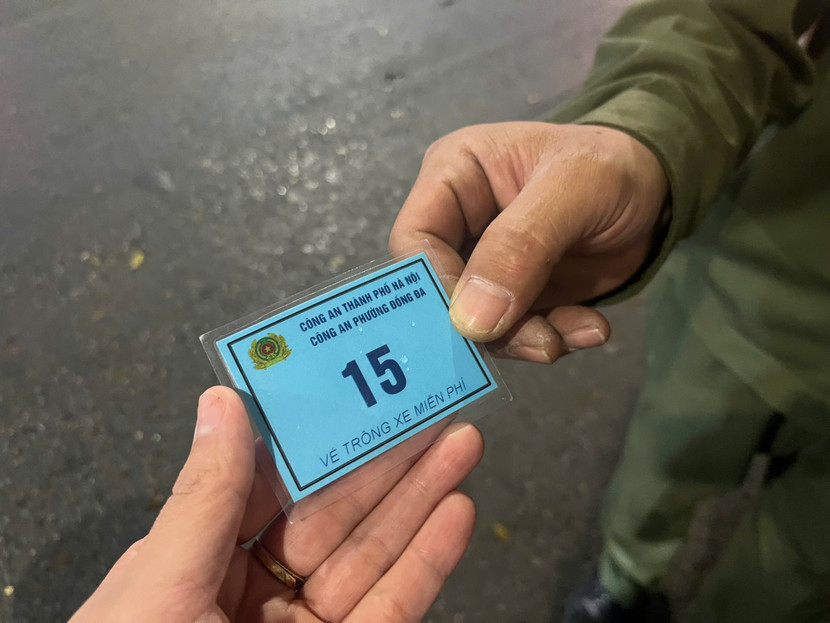 CÔNG AN THÀNH PHỐ HÀ NỘI
CÔNG AN PHƯỜNG ĐỐNG ĐA
15
VÉ TRÔNG XE MIỄN PHÍ